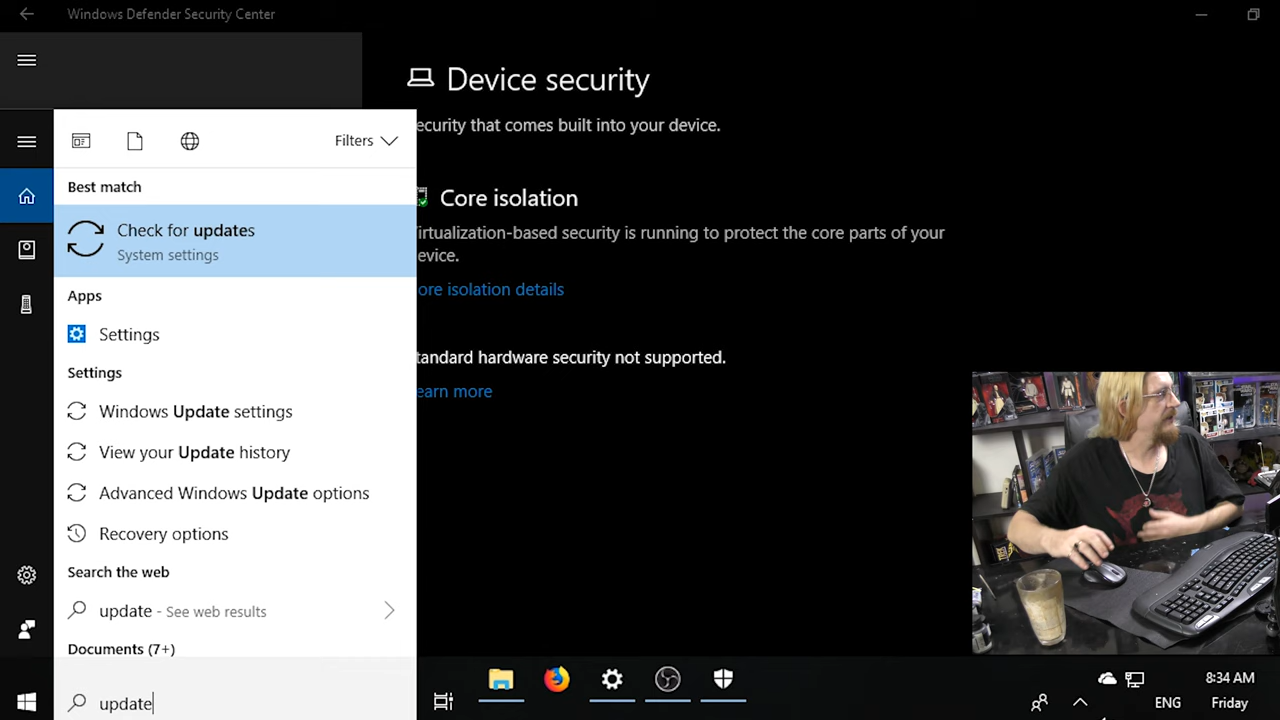 Windows Defender Security Center
Device security
ecurity that comes built into your device.
Filters
Best match
Core isolation
Check for updates
System settings
irtualization-based security is running to protect the core parts of your
evice.
ore isolation details
Apps
Settings
tandard hardware security not supported.
earn more
Settings
Windows Update settings
View your Update history
Advanced Windows Update options
Recovery options
Search the web
update - See web results
Documents (7+)
update
8:34 AM
ENG
Friday